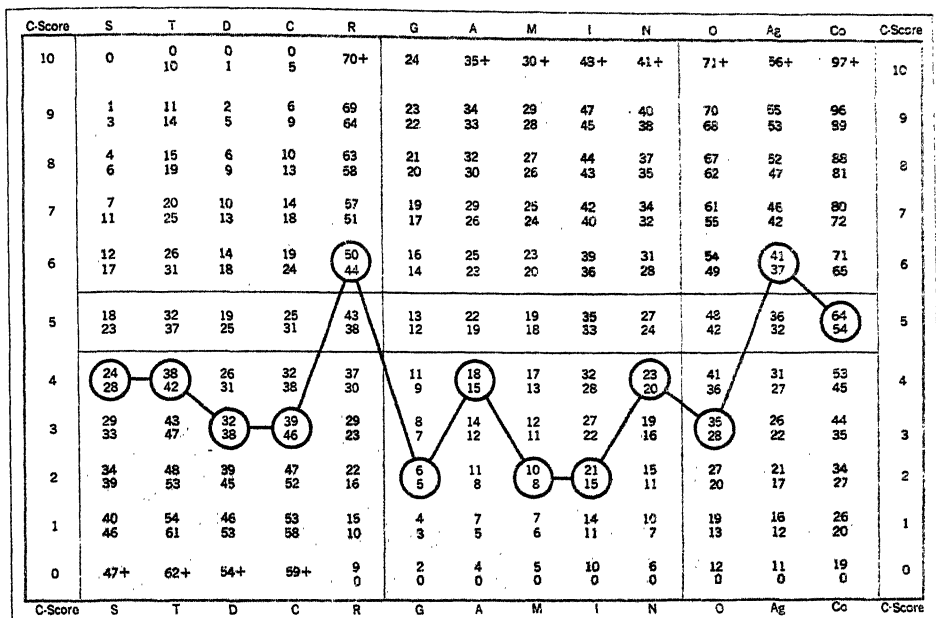 C-Score S T D C R G A M I N O Ag Co C-Score
0 0 0
10 0 70+ 24 35+ 30+ 43+ 41+ 71+ 56+ 97+ 10
10 1 5
1 11 2 6 69 23 34 29 47 40 70 55 96
9 9
3 14 5 9 64 22 33 28 45 38 68 53 89
4 15 6 10 63 21 32 27 44 37 67 52 88
8 8
6 19 9 13 58 20 30 26 43 35 62 47 81
7 20 10 14 57 19 29 25 42 34 61 46 80
7 7
11 25 13 18 51 17 26 24 40 32 55 42 72
12 26 14 19 50 16 25 23 39 31 54 41 71
6 6
17 31 18 24 44 14 23 20 36 28 49 37 65
18 32 19 25 43 13 22 19 35 27 48 36 64
5 5
23 37 25 31 38 12 19 18 33 24 42 32 54
24 38 26 32 37 11 18 17 32 23 41 31 53
4 4
28 42 31 38 30 9 15 13 28 20 36 27 45
29 43 32 39 29 8 14 12 27 19 35 26 44
3 3
33 47 38 46 23 7 12 11 22 16 28 22 35
34 48 39 47 22 6 11 10 21 15 27 21 34
2 2
39 53 45 52 16 5 8 8 15 11 20 17 27
40 54 46 53 15 4 7 7 14 10 19 16 26
1 1
46 61 53 58 10 3 5 6 11 7 13 12 20
9 2 4 5 10 6 12 11 19
0 47+ 62+ 54+ 59+ 0
0 0 0 0 0 0 0 0 0
C-Score S T D C R G A M I N O Ag Co C-Score